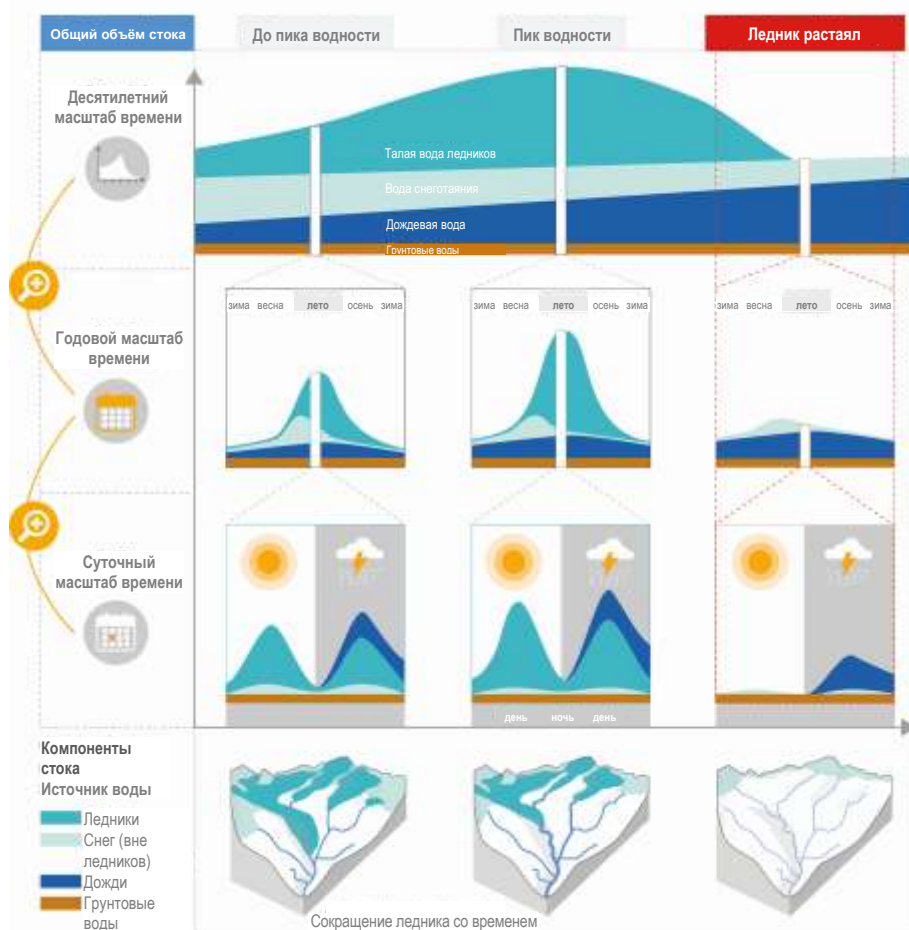 Общий объём стока
До пика водности
Пик водности
Ледник растаял
Десятилетний
масштаб времени
Талая вода ледников
Вода снеготаяния
Дождевая вода
Грунтовые воды
зима весна лето осень зима
зима весна лето осень зима
зима весна лето осень зима
Годовой масштаб
времени
Суточный
масштаб времени
день ночь день
Компоненты
стока
Источник воды
Ледники
Снег (вне
ледников)
Дожди
Грунтовые
воды
Сокращение ледника со временем